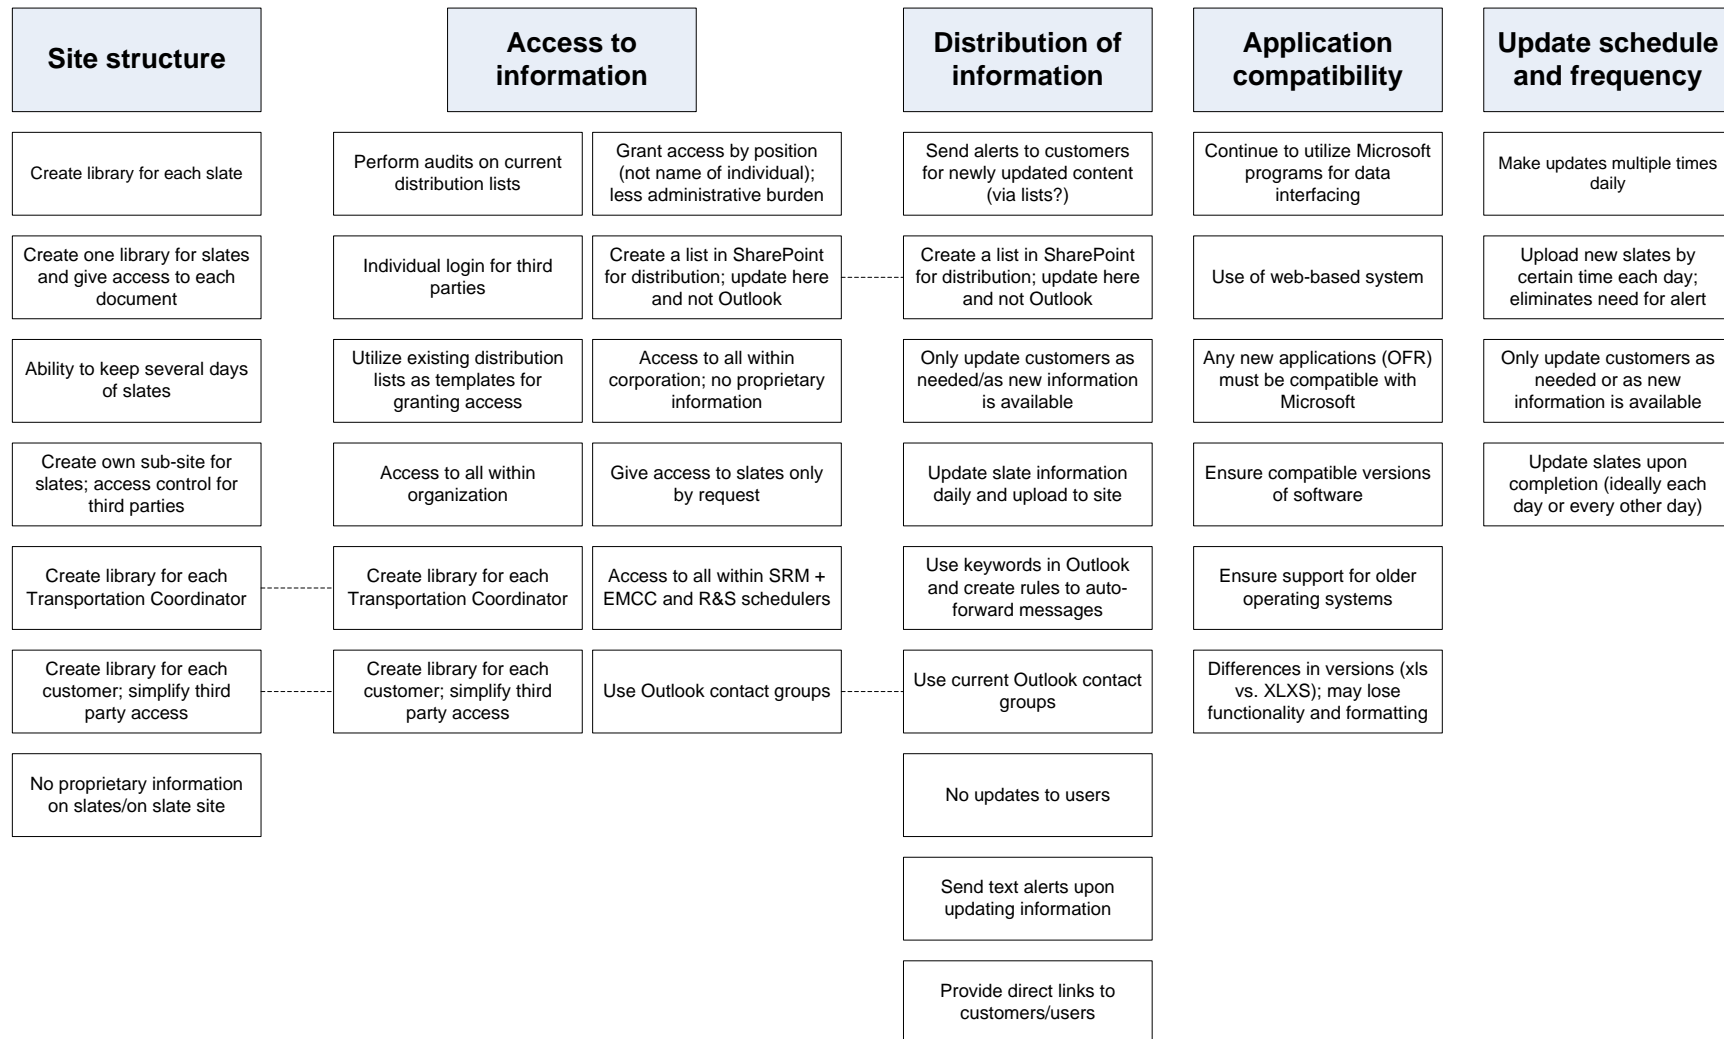 Site structure
Create library for each slate
Create one library for slates
and give access to each
document
Ability to keep several days
of slates
Create own sub-site for
slates; access control for
third parties
Create library for each
Transportation Coordinator
Create library for each
customer; simplify third
party access
No proprietary information
on slates/on slate site
Access to
information
Perform audits on current
distribution lists
Individual login for third
parties
Utilize existing distribution
lists as templates for
granting access
Access to all within
organization
Create library for each
Transportation Coordinator
Create library for each
customer; simplify third
party access
Grant access by position
(not name of individual);
less administrative burden
Create a list in SharePoint
for distribution; update here
and not Outlook
Access to all within
corporation; no proprietary
information
Give access to slates only
by request
Access to all within SRM +
EMCC and R&S schedulers
Use Outlook contact groups
Distribution of
information
Send alerts to customers
for newly updated content
(via lists?)
Create a list in SharePoint
for distribution; update here
and not Outlook
Only update customers as
needed/as new information
is available
Update slate information
daily and upload to site
Use keywords in Outlook
and create rules to auto-
forward messages
Use current Outlook contact
groups
No updates to users
Send text alerts upon
updating information
Provide direct links to
customers/users
Application
compatibility
Continue to utilize Microsoft
programs for data
interfacing
Use of web-based system
Any new applications (OFR)
must be compatible with
Microsoft
Ensure compatible versions
of software
Ensure support for older
operating systems
Differences in versions (xls
vs. XLXS); may lose
functionality and formatting
Update schedule
and frequency
Make updates multiple times
daily
Upload new slates by
certain time each day;
eliminates need for alert
Only update customers as
needed or as new
information is available
Update slates upon
completion (ideally each
day or every other day)